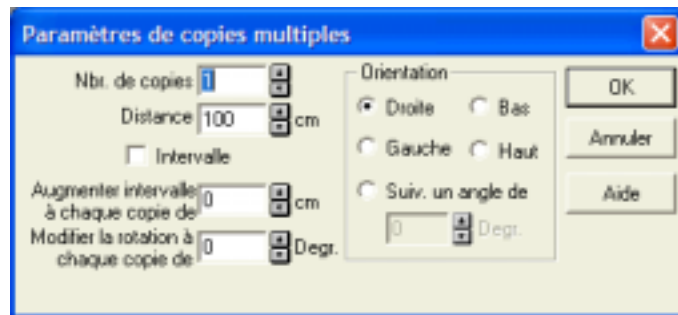 Paramètres de copies multiples
Nbr. de copies 1
Distance 100 cm
Intervalle
Augmenter intervalle
à chaque copie de 0 cm
Modifier la rotation à
chaque copie de 0 Degr.
Orientation
Droite Bas
Gauche Haut
Suiv. un angle de
0 Degr.
OK
Annuler
Aide